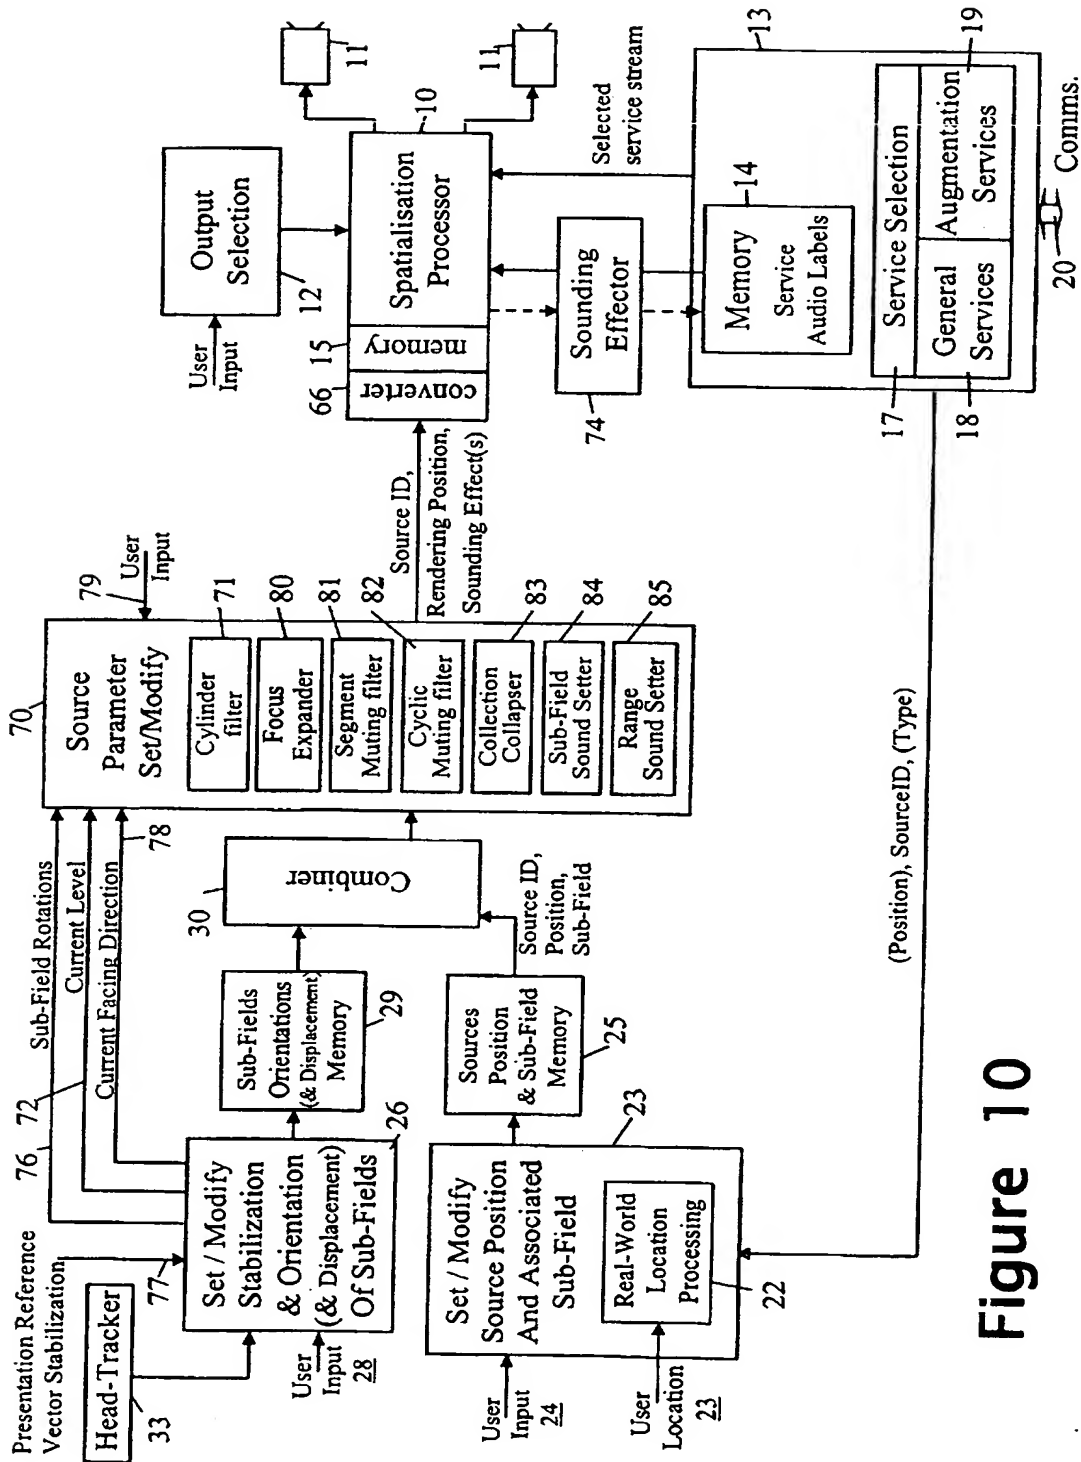 Presentation Reference
Vector Stabilization
Head-Tracker
33
77
76
72
78
Sub-Field Rotations
Current Level
Current Facing Direction
Set / Modify
Stabilization
& Orientation
(& Displacement)
Of Sub-Fields
26
User
Input
28
Sub-Fields
Orientations
(& Displacement)
Memory
29
Combiner
30
Set / Modify
Source Position
And Associated
Sub-Field
23
Real-World
Location
Processing
22
User
Input
24
User
Location
23
Sources
Position
& Sub-Field
Memory
25
Source ID,
Position,
Sub-Field
70
Source
Parameter
Set/Modify
79
User
Input
Cylinder
filter
71
Focus
Expander
80
Segment
Muting filter
81
Cyclic
Muting filter
82
Collection
Collapser
83
Sub-Field
Sound Setter
84
Range
Sound Setter
85
Source ID,
Rendering Position,
Sounding Effect(s)
User
Input
Output
Selection
12
converter
66
memory
15
Spatialisation
Processor
10
11
11
Sounding
Effector
74
Selected
service stream
13
Memory
Service
Audio Labels
14
Service Selection
17
General
Services
18
Augmentation
Services
19
20
Comms.
(Position), SourceID, (Type)
Figure 10